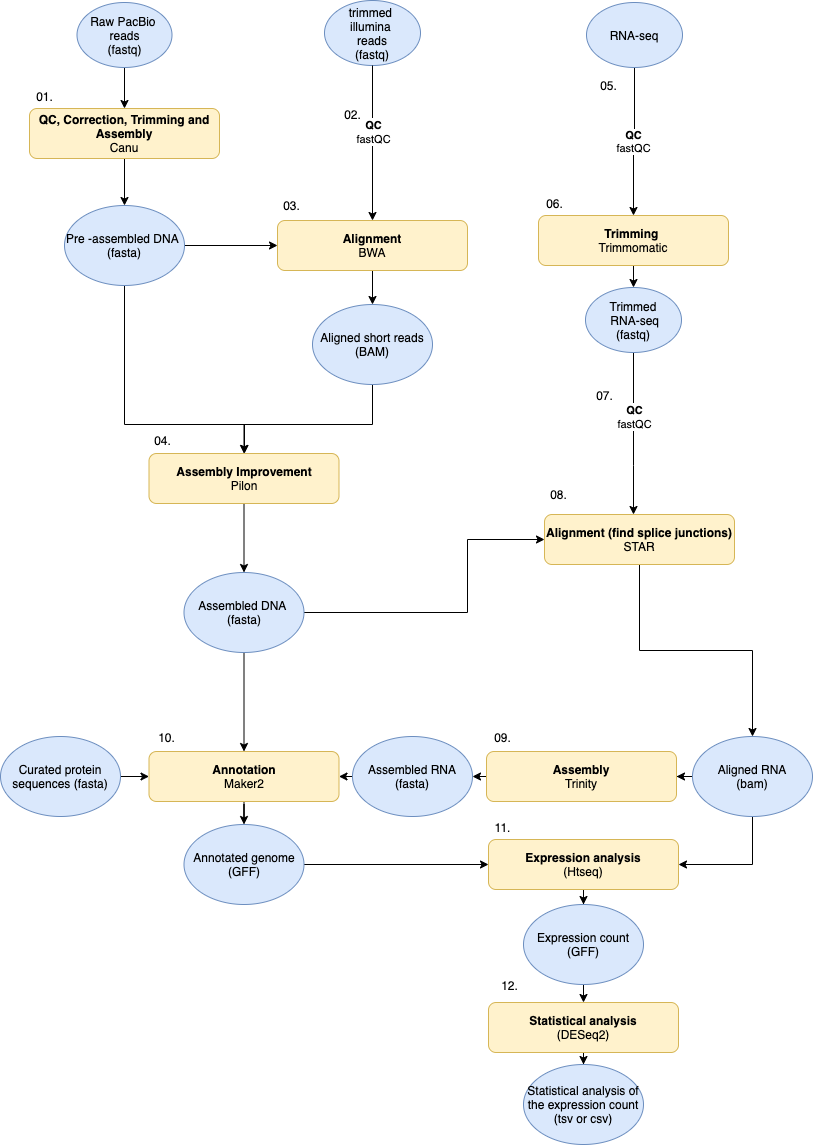 Raw PacBio
reads
(fastq)
trimmed
illumina
reads
(fastq)
RNA-seq
01.
QC, Correction, Trimming and
Assembly
Canu
02.
QC
fastQC
05.
QC
fastQC
Pre -assembled DNA
(fasta)
03.
Alignment
BWA
06.
Trimming
Trimmomatic
Aligned short reads
(BAM)
Trimmed
RNA-seq
(fastq)
07.
QC
fastQC
04.
Assembly Improvement
Pilon
08.
Alignment (find splice junctions)
STAR
Assembled DNA
(fasta)
Curated protein
sequences (fasta)
10.
Annotation
Maker2
Assembled RNA
(fasta)
09.
Assembly
Trinity
Aligned RNA
(bam)
Annotated genome
(GFF)
11.
Expression analysis
(Htseq)
Expression count
(GFF)
12.
Statistical analysis
(DESeq2)
Statistical analysis of
the expression count
(tsv or csv)